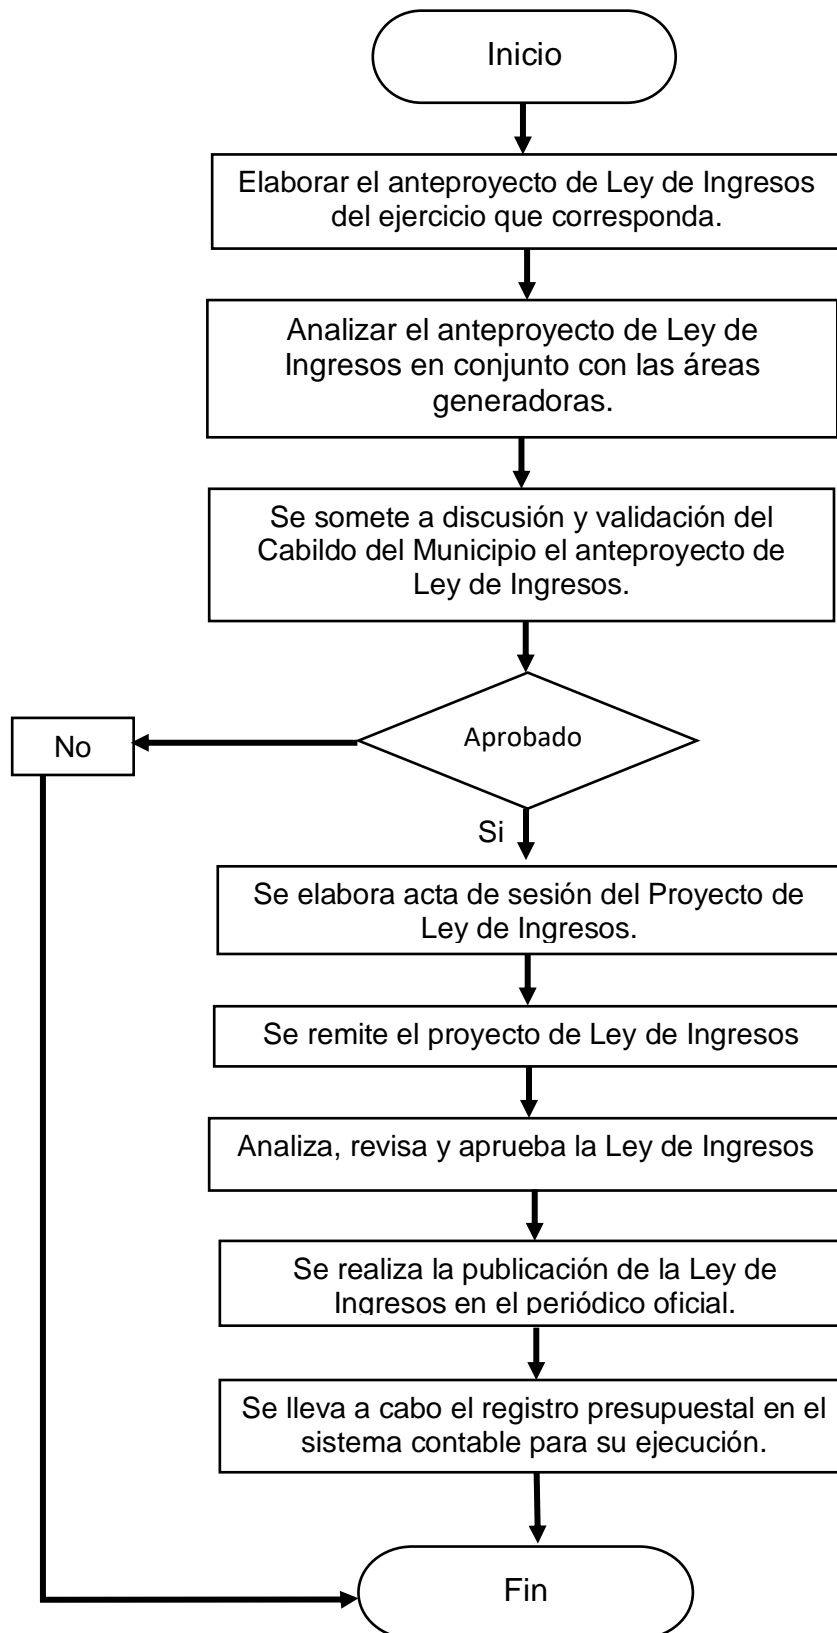 Inicio
Elaborar el anteproyecto de Ley de Ingresos
del ejercicio que corresponda.
Analizar el anteproyecto de Ley de
Ingresos en conjunto con las áreas
generadoras.
Se somete a discusión y validación del
Cabildo del Municipio el anteproyecto de
Ley de Ingresos.
No
Aprobado
Si
Se elabora acta de sesión del Proyecto de
Ley de Ingresos.
Se remite el proyecto de Ley de Ingresos
Analiza, revisa y aprueba la Ley de Ingresos
Se realiza la publicación de la Ley de
Ingresos en el periódico oficial.
Se lleva a cabo el registro presupuestal en el
sistema contable para su ejecución.
Fin